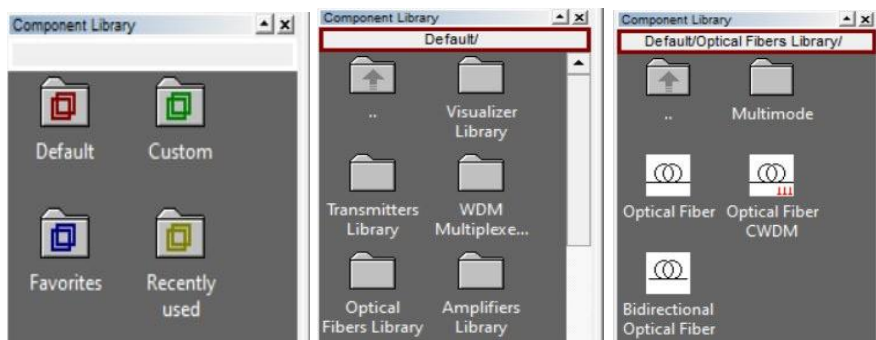 Component Library
Default
Custom
Favorites
Recently
used
Component Library
Default/
..
Visualizer
Library
Transmitters
Library
WDM
Multiplexe...
Optical
Fibers Library
Amplifiers
Library
Component Library
Default/Optical Fibers Library/
..
Multimode
Optical Fiber
Optical Fiber
CWDM
Bidirectional
Optical Fiber